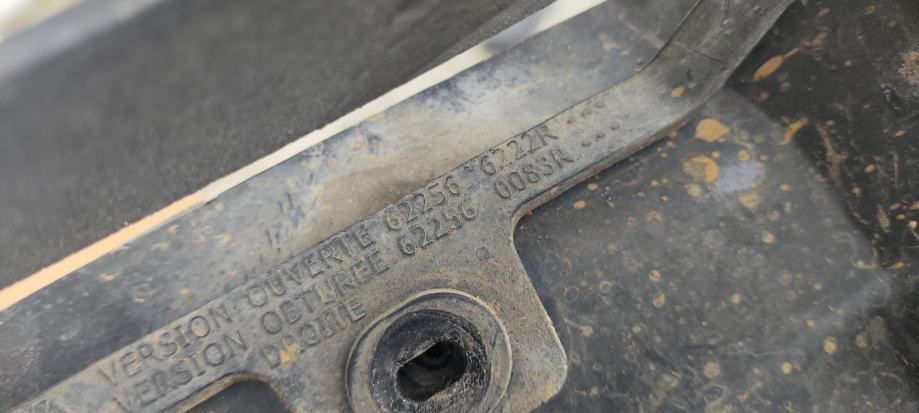 VERSION OUVERTE 62256 6222R
VERSION OBTUREE 62256 0083R
DROITE